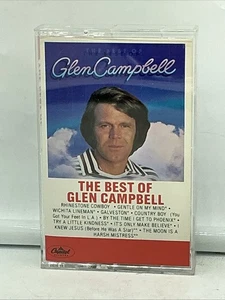 THE BEST OF
Glen Campbell
THE BEST OF
GLEN CAMPBELL
RHINESTONE COWBOY • GENTLE ON MY MIND*
WICHITA LINEMAN* • GALVESTON* • COUNTRY BOY (You
Got Your Feet In L.A.) • BY THE TIME I GET TO PHOENIX*
TRY A LITTLE KINDNESS* • IT'S ONLY MAKE BELIEVE* • I
KNEW JESUS (Before He Was A Star)** • THE MOON IS A
HARSH MISTRESS**
Capitol